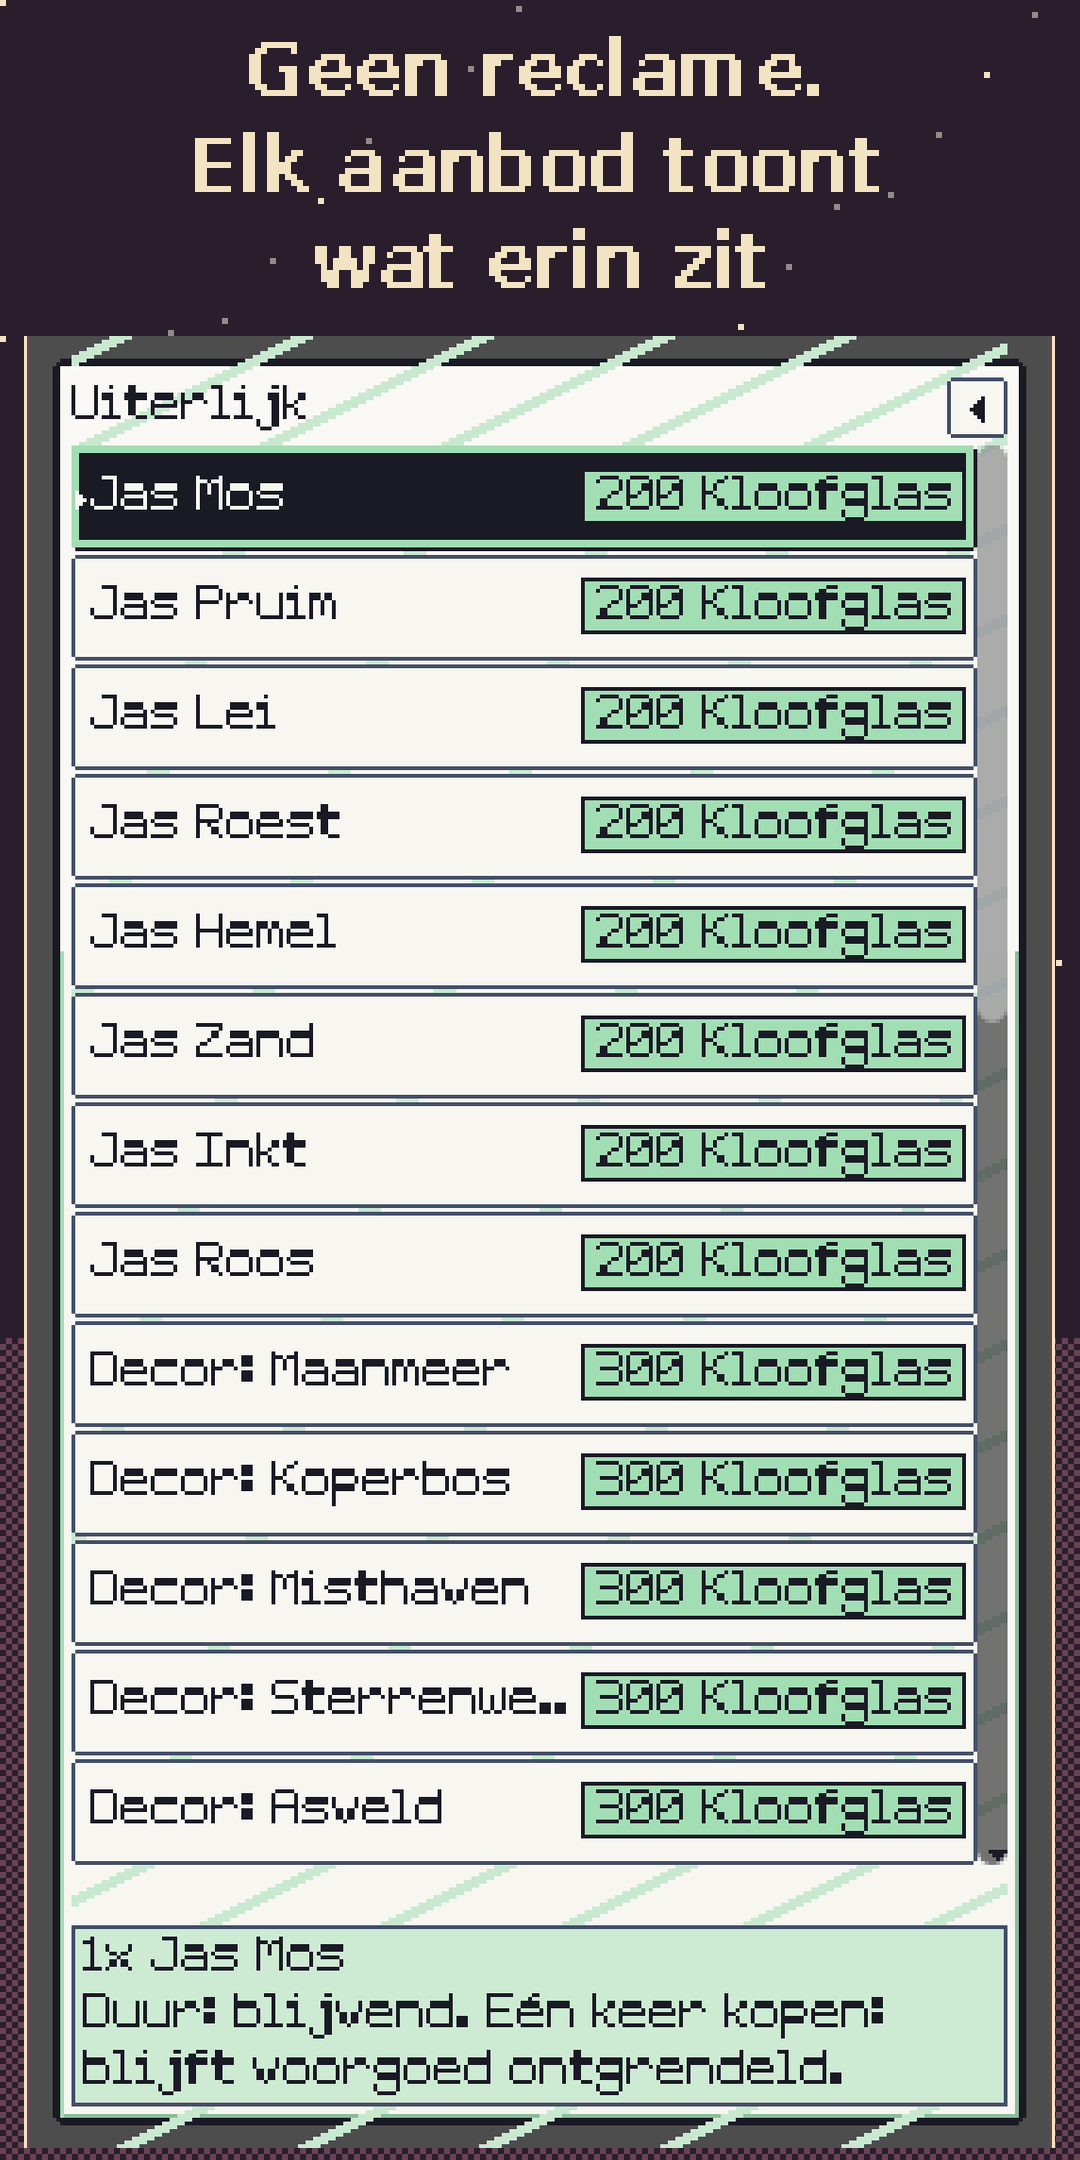 Geen reclame.
Elk aanbod toont
wat erin zit
Uiterlijk
Jas Mos 200 Kloofglas
Jas Pruim 200 Kloofglas
Jas Lei 200 Kloofglas
Jas Roest 200 Kloofglas
Jas Hemel 200 Kloofglas
Jas Zand 200 Kloofglas
Jas Inkt 200 Kloofglas
Jas Roos 200 Kloofglas
Decor: Maanmeer 300 Kloofglas
Decor: Koperbos 300 Kloofglas
Decor: Misthaven 300 Kloofglas
Decor: Sterrenwe.. 300 Kloofglas
Decor: Asveld 300 Kloofglas
1x Jas Mos
Duur: blijvend. Eén keer kopen:
blijft voorgoed ontgrendeld.